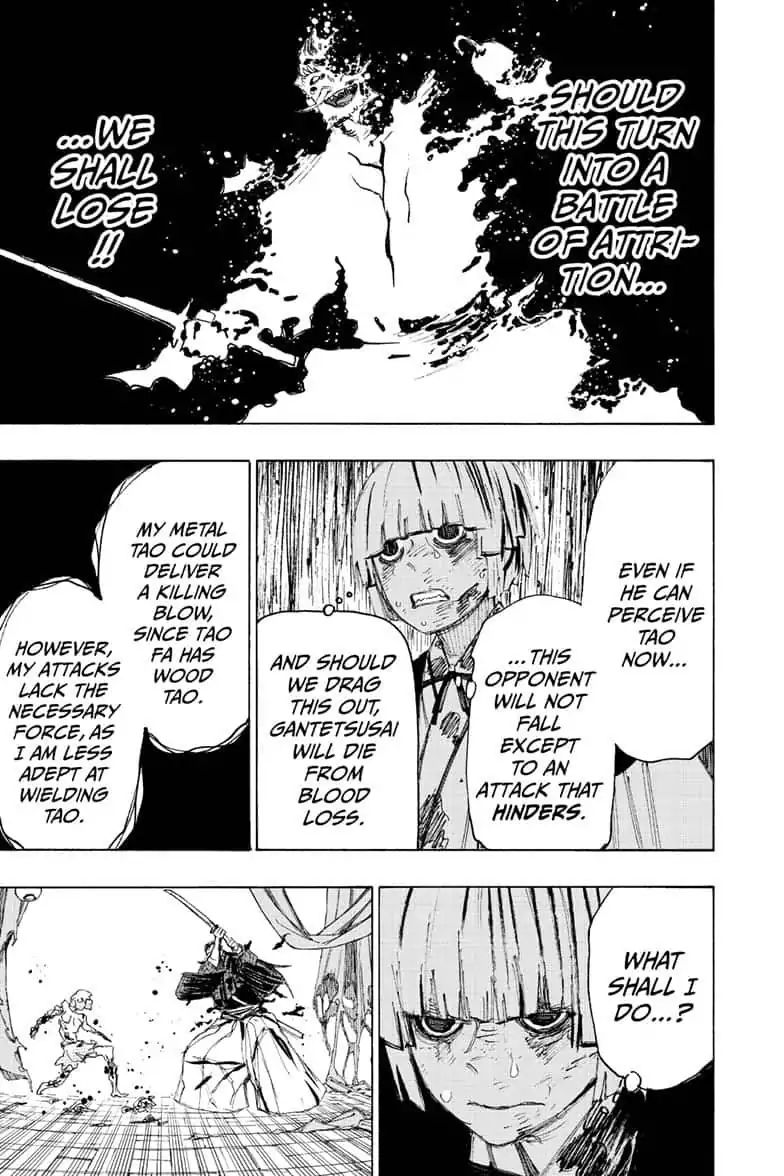 SHOULD
THIS TURN
INTO A
BATTLE
OF ATTRI-
TION...
...WE
SHALL
LOSE
!!
EVEN IF
HE CAN
PERCEIVE
TAO
NOW...
...THIS
OPPONENT
WILL NOT
FALL
EXCEPT
TO AN
ATTACK THAT
HINDERS.
AND SHOULD
WE DRAG
THIS OUT,
GANTETSUSAI
WILL DIE
FROM
BLOOD
LOSS.
MY METAL
TAO COULD
DELIVER
A KILLING
BLOW,
SINCE TAO
FA HAS
WOOD
TAO.
HOWEVER,
MY ATTACKS
LACK THE
NECESSARY
FORCE, AS
I AM LESS
ADEPT AT
WIELDING
TAO.
WHAT
SHALL I
DO...?